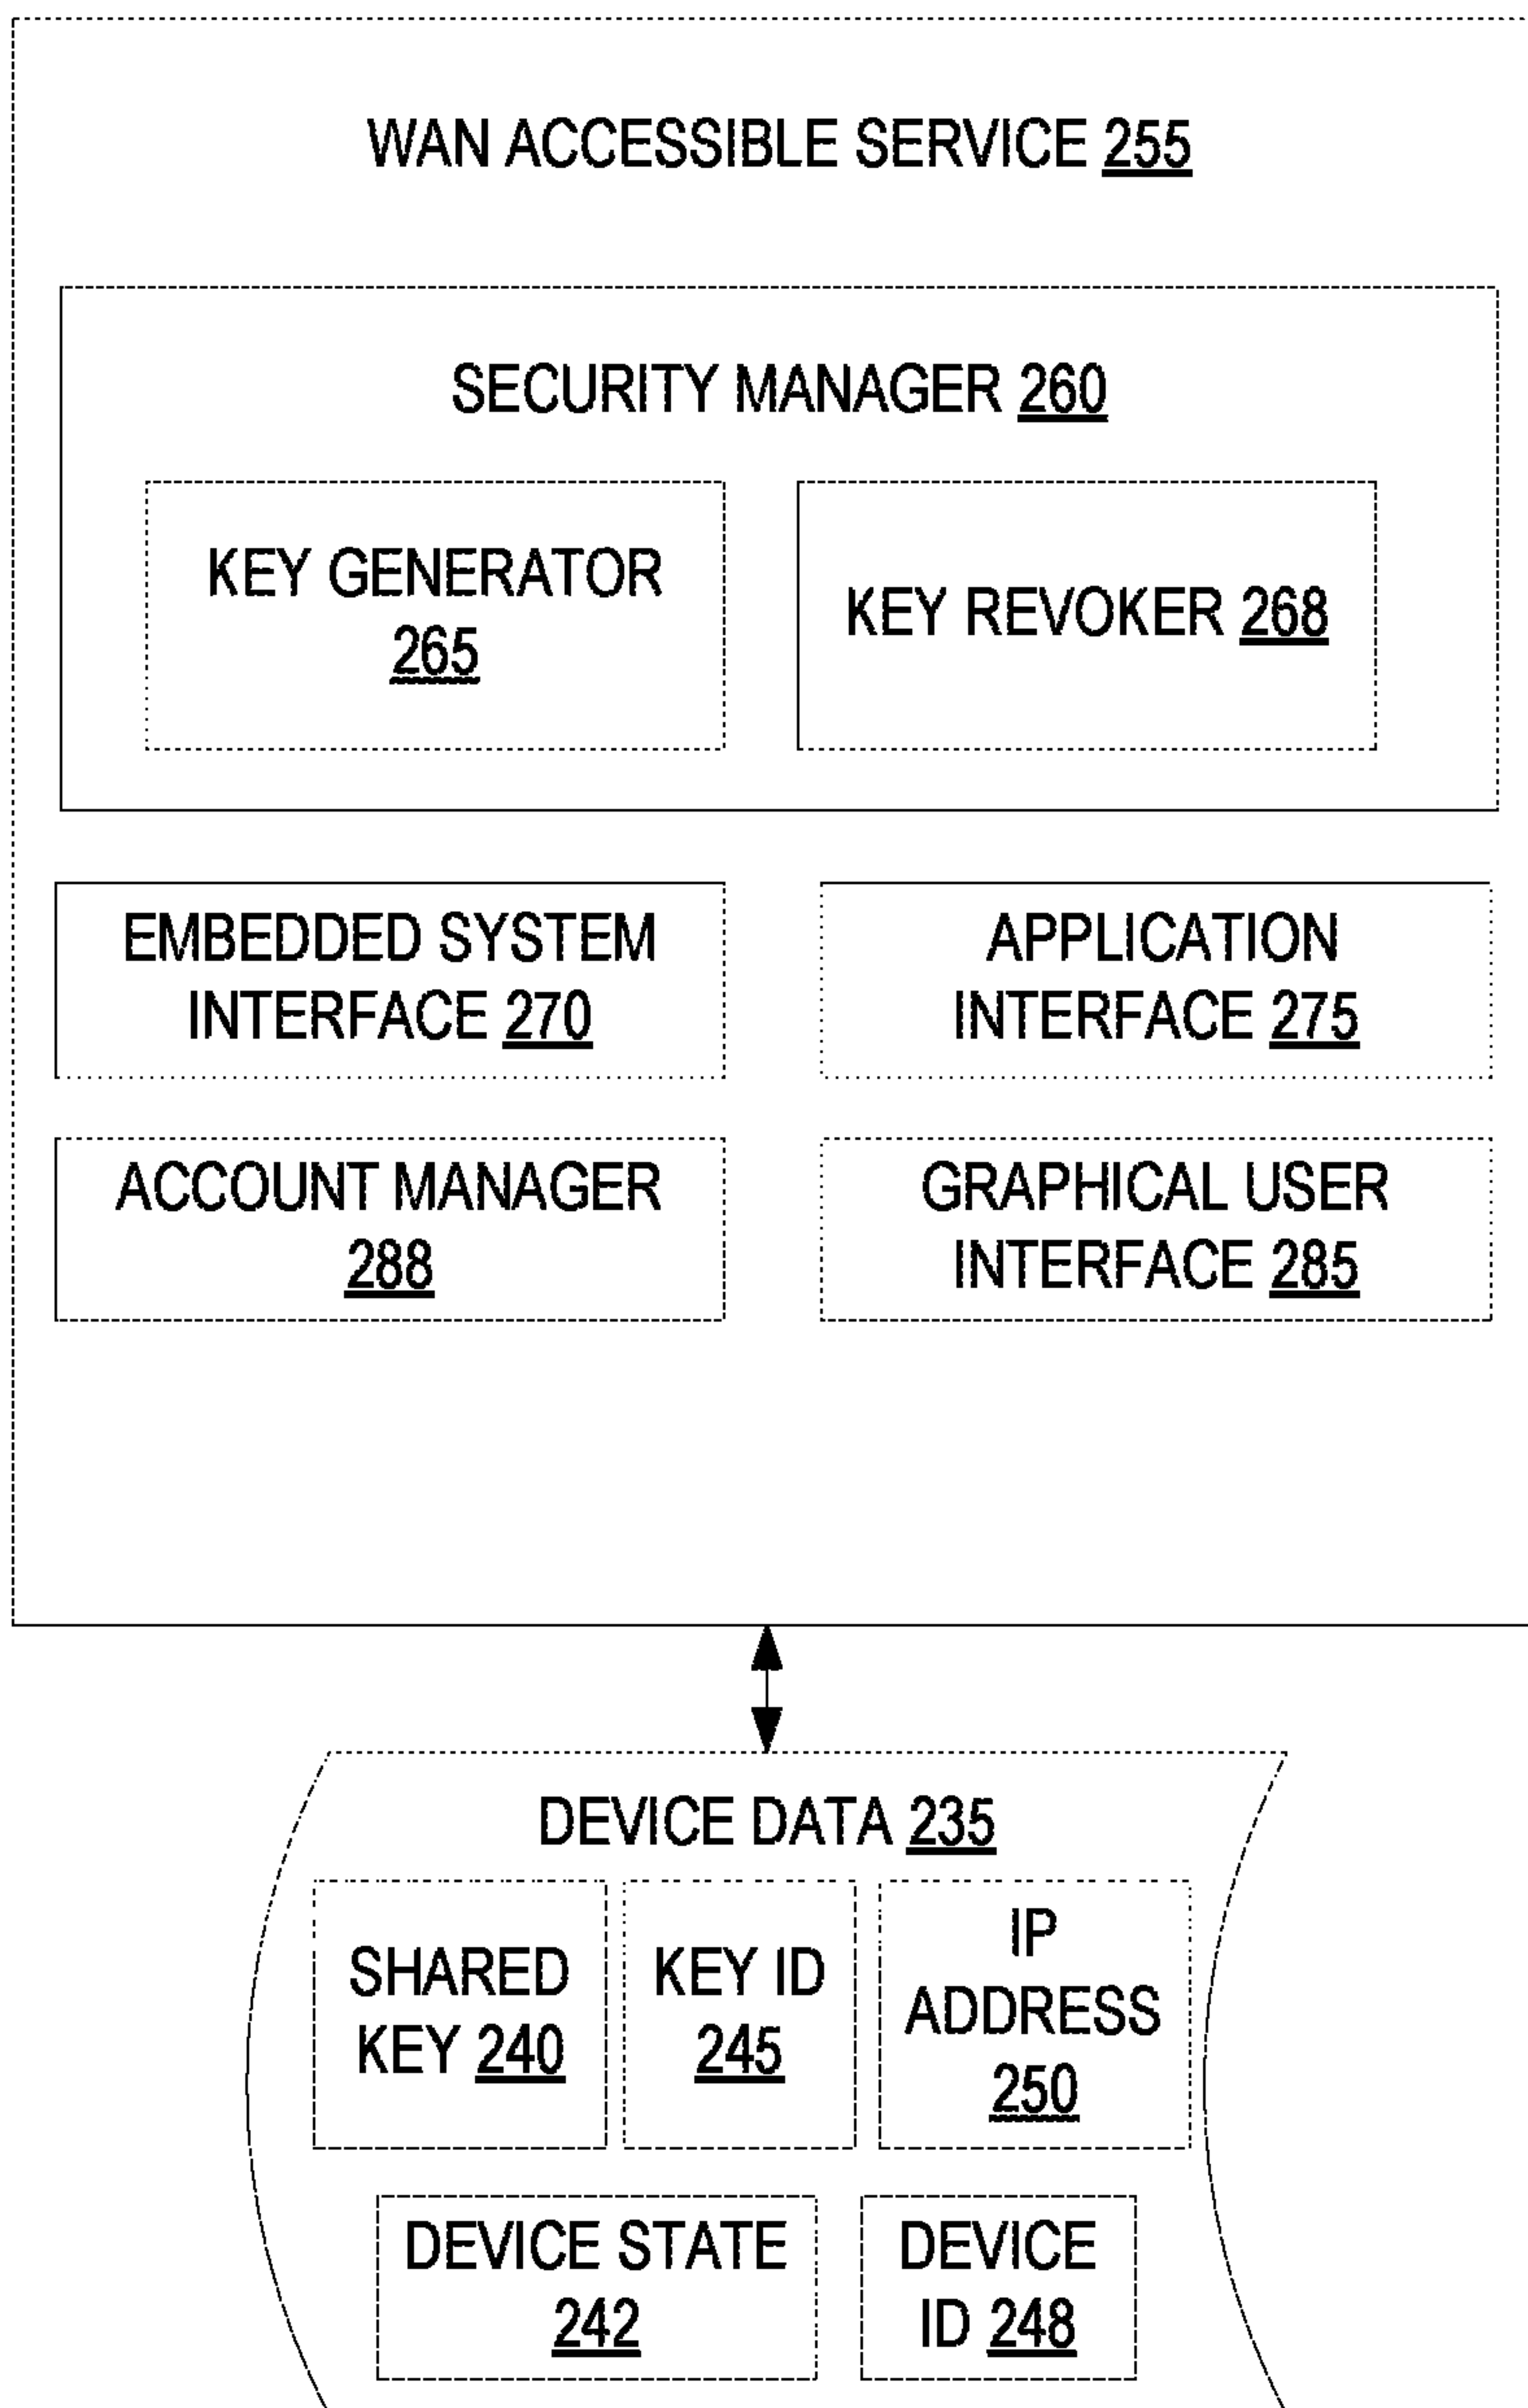 WAN ACCESSIBLE SERVICE 255
SECURITY MANAGER 260
KEY GENERATOR
265
KEY REVOKER 268
EMBEDDED SYSTEM
INTERFACE 270
APPLICATION
INTERFACE 275
ACCOUNT MANAGER
288
GRAPHICAL USER
INTERFACE 285
DEVICE DATA 235
SHARED
KEY 240
KEY ID
245
IP
ADDRESS
250
DEVICE STATE
242
DEVICE
ID 248